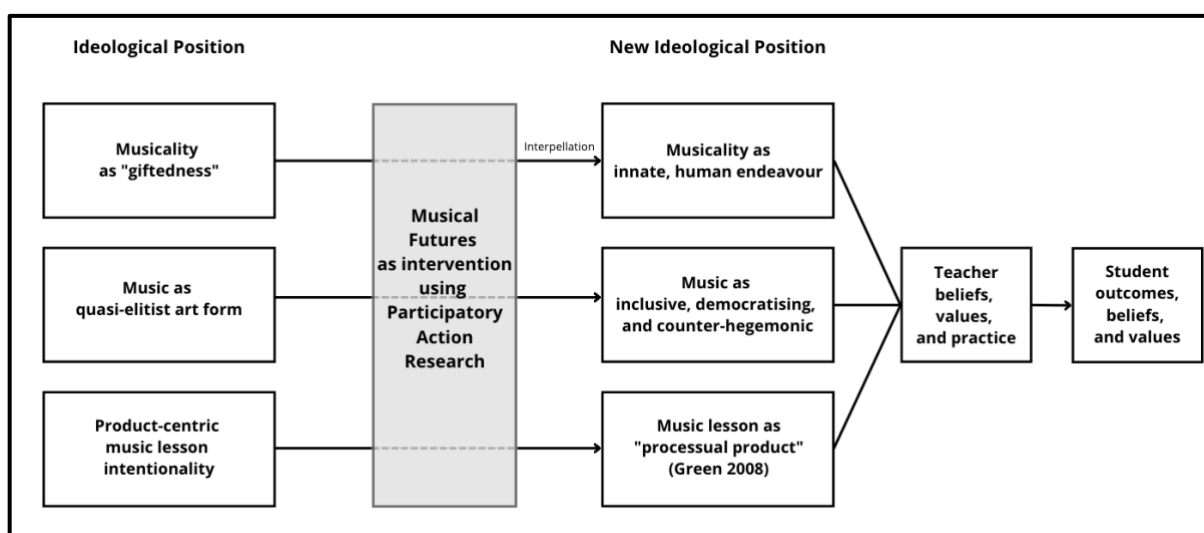 Ideological Position
New Ideological Position
Musicality
as "giftedness"
Music as
quasi-elitist art form
Product-centric
music lesson
intentionality
Musical
Futures
as intervention
using
Participatory
Action
Research
Interpellation
Musicality as
innate, human endeavour
Music as
inclusive, democratising,
and counter-hegemonic
Music lesson as
"processual product"
(Green 2008)
Teacher
beliefs,
values,
and practice
Student
outcomes,
beliefs,
and values